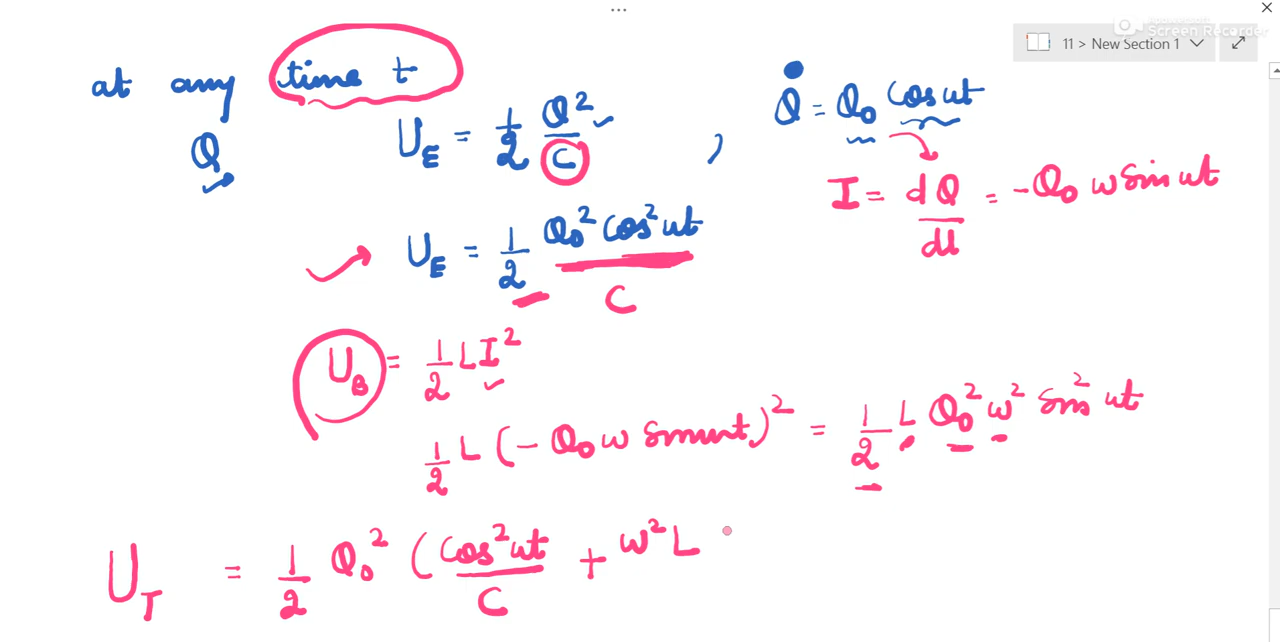 Screen Recorder
11 > New Section 1
at any time t
Q
U_E = 1/2 Q²/C , Q = Q₀ cos ωt
I = dQ/dt = -Q₀ ω sin ωt
U_E = 1/2 Q₀² cos² ωt / C
U_B = 1/2 L I²
1/2 L (- Q₀ ω sin ωt)² = 1/2 L Q₀² ω² sin² ωt
U_T = 1/2 Q₀² (cos² ωt / C + ω² L